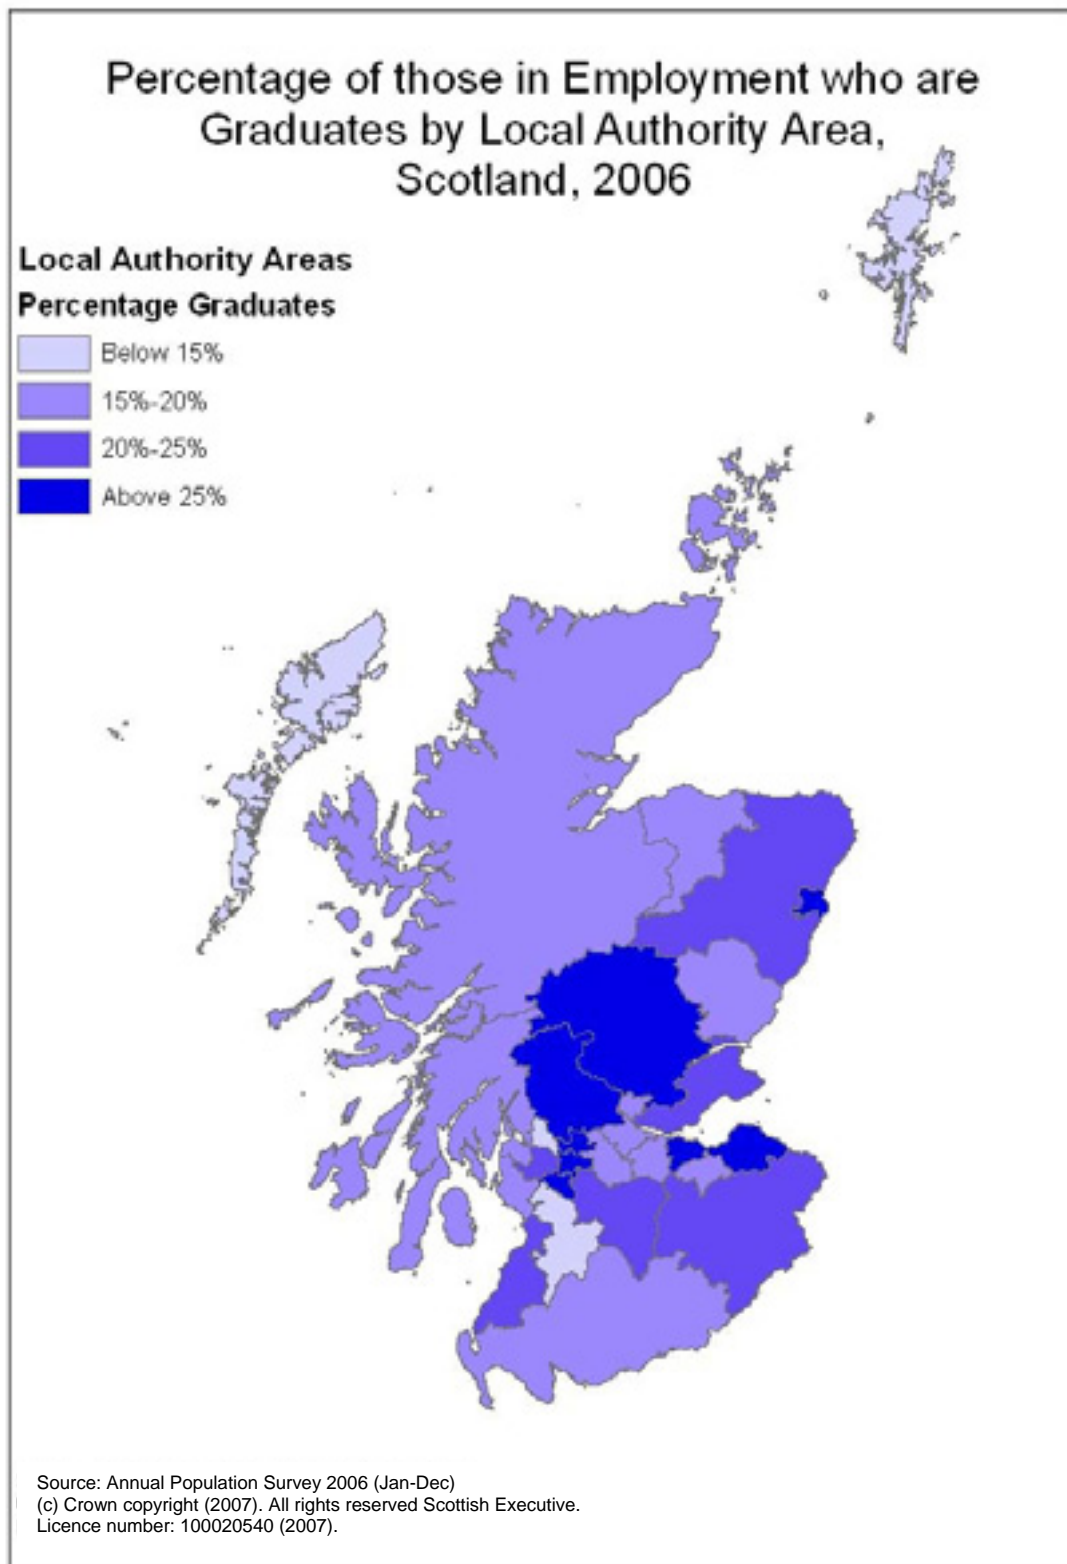 Percentage of those in Employment who are
Graduates by Local Authority Area,
Scotland, 2006
Local Authority Areas
Percentage Graduates
Below 15%
15%-20%
20%-25%
Above 25%
Source: Annual Population Survey 2006 (Jan-Dec)
(c) Crown copyright (2007). All rights reserved Scottish Executive.
Licence number: 100020540 (2007).